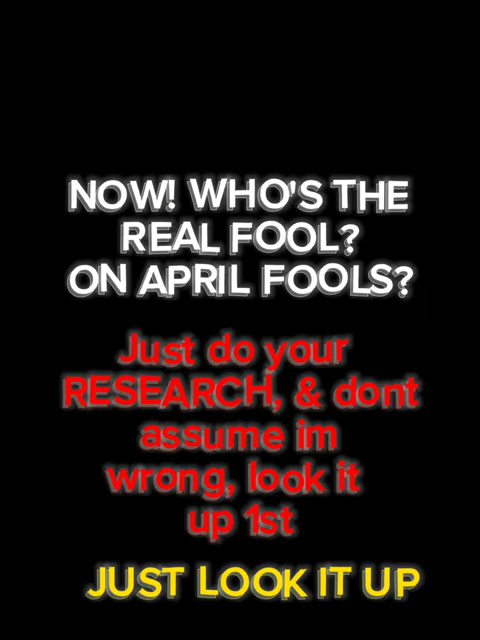 NOW! WHO'S THE
REAL FOOL?
ON APRIL FOOLS?
Just do your
RESEARCH, & dont
assume im
wrong, look it
up 1st
JUST LOOK IT UP